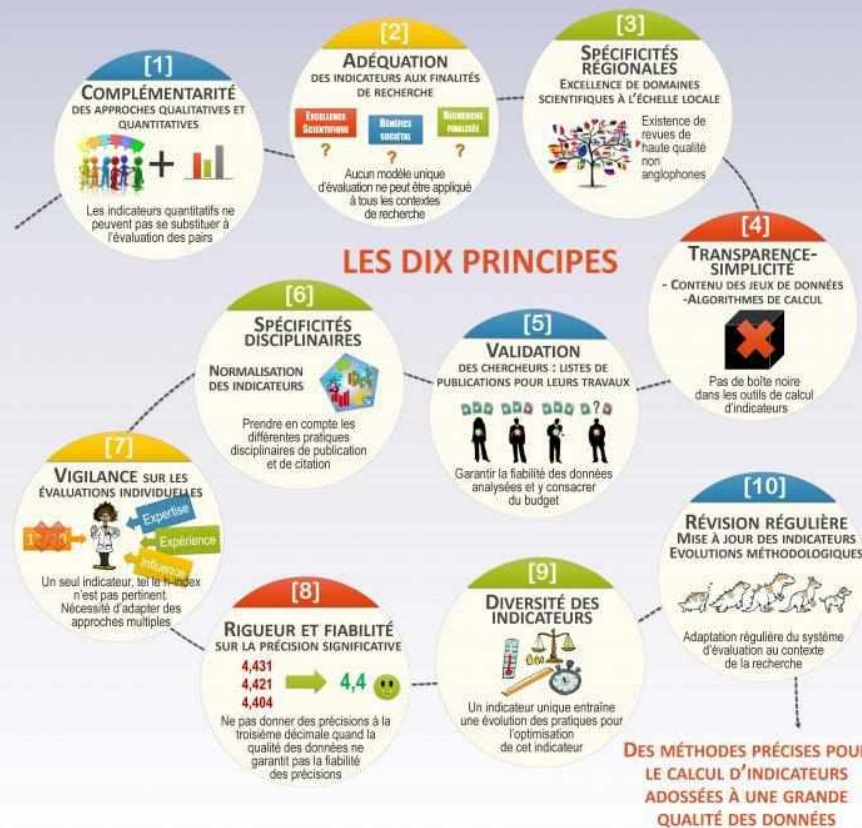 [1]
COMPLÉMENTARITÉ
DES APPROCHES QUALITATIVES ET
QUANTITATIVES
Les indicateurs quantitatifs ne
peuvent pas se substituer à
l'évaluation des pairs
[2]
ADÉQUATION
DES INDICATEURS AUX FINALITÉS
DE RECHERCHE
EXCELLENCE
SCIENTIFIQUE
BÉNÉFICE
SOCIÉTAL
RECHERCHE
FINALISÉE
? ? ?
Aucun modèle unique
d'évaluation ne peut être appliqué
à tous les contextes
de recherche
[3]
SPÉCIFICITÉS
RÉGIONALES
EXCELLENCE DE DOMAINES
SCIENTIFIQUES À L'ÉCHELLE LOCALE
Existence de
revues de
haute qualité
non
anglophones
LES DIX PRINCIPES
[4]
TRANSPARENCE-
SIMPLICITÉ
- CONTENU DES JEUX DE DONNÉES
-ALGORITHMES DE CALCUL
Pas de boîte noire
dans les outils de calcul
d'indicateurs
[5]
VALIDATION
DES CHERCHEURS : LISTES DE
PUBLICATIONS POUR LEURS TRAVAUX
?
Garantir la fiabilité des données
analysées et y consacrer
du budget
[6]
SPÉCIFICITÉS
DISCIPLINAIRES
NORMALISATION
DES INDICATEURS
Prendre en compte les
différentes pratiques
disciplinaires de publication
et de citation
[7]
VIGILANCE SUR LES
ÉVALUATIONS INDIVIDUELLES
Expertise
Expérience
Influence
Un seul indicateur, tel le h-index
n'est pas pertinent.
Nécessité d'adapter des
approches multiples
[8]
RIGUEUR ET FIABILITÉ
SUR LA PRÉCISION SIGNIFICATIVE
4,431
4,421
4,404
4,4
Ne pas donner des précisions à la
troisième décimale quand la
qualité des données ne
garantit pas la fiabilité
des précisions
[9]
DIVERSITÉ DES
INDICATEURS
Un indicateur unique entraîne
une évolution des pratiques pour
l'optimisation
de cet indicateur
[10]
RÉVISION RÉGULIÈRE
MISE À JOUR DES INDICATEURS
EVOLUTIONS MÉTHODOLOGIQUES
Adaptation régulière du système
d'évaluation au contexte
de la recherche
DES MÉTHODES PRÉCISES POUR
LE CALCUL D'INDICATEURS
ADOSSÉES À UNE GRANDE
QUALITÉ DES DONNÉES